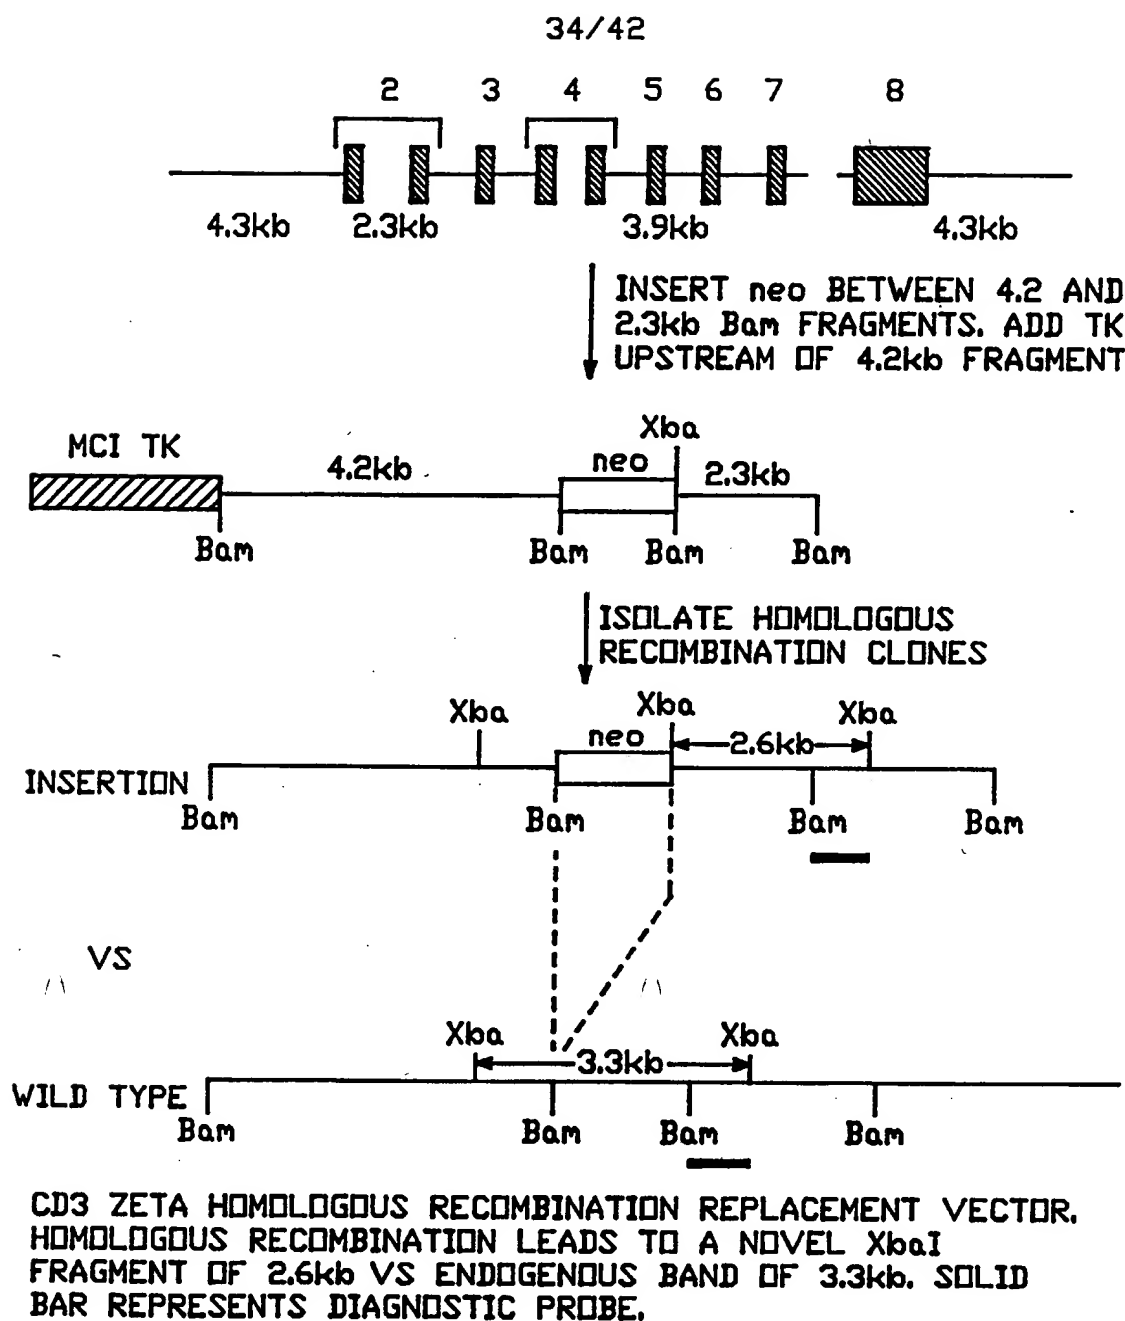 34/42
2 3 4 5 6 7 8
4.3kb 2.3kb 3.9kb 4.3kb
INSERT neo BETWEEN 4.2 AND
2.3kb Bam FRAGMENTS. ADD TK
UPSTREAM OF 4.2kb FRAGMENT
Xba
MCI TK 4.2kb neo 2.3kb
Bam Bam Bam Bam
ISOLATE HOMOLOGOUS
RECOMBINATION CLONES
Xba Xba Xba
neo 2.6kb
INSERTION
Bam Bam Bam Bam
VS
Xba Xba
3.3kb
WILD TYPE
Bam Bam Bam Bam
CD3 ZETA HOMOLOGOUS RECOMBINATION REPLACEMENT VECTOR.
HOMOLOGOUS RECOMBINATION LEADS TO A NOVEL XbaI
FRAGMENT OF 2.6kb VS ENDOGENOUS BAND OF 3.3kb. SOLID
BAR REPRESENTS DIAGNOSTIC PROBE.